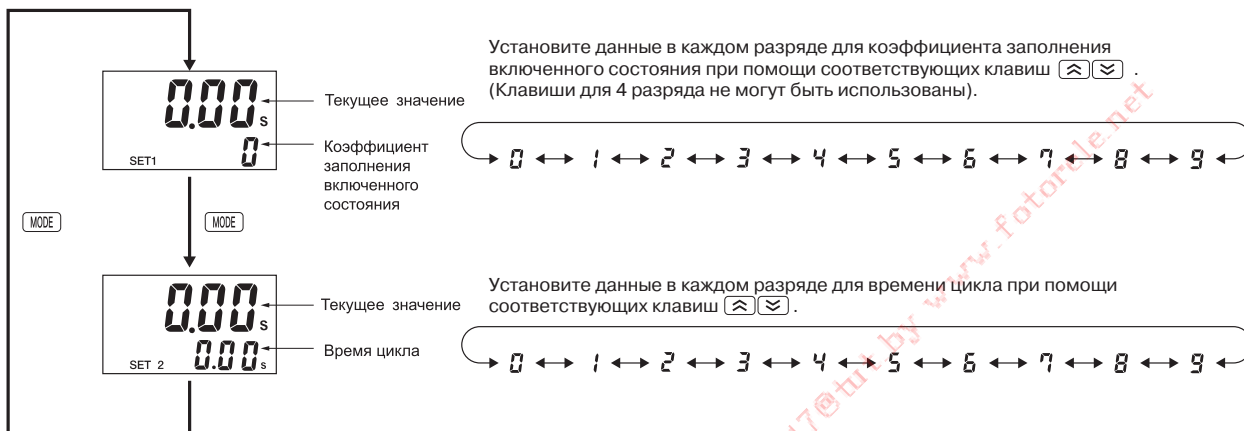 Установите данные в каждом разряде для коэффициента заполнения
включенного состояния при помощи соответствующих клавиш .
(Клавиши для 4 разряда не могут быть использованы).
0.00 s
Текущее значение
SET1 0
Коэффициент
заполнения
включенного
состояния
0 1 2 3 4 5 6 7 8 9
MODE MODE
Установите данные в каждом разряде для времени цикла при помощи
соответствующих клавиш .
0.00 s
Текущее значение
SET 2 0.00 s
Время цикла
0 1 2 3 4 5 6 7 8 9
7@tut.by www.fotorele.net